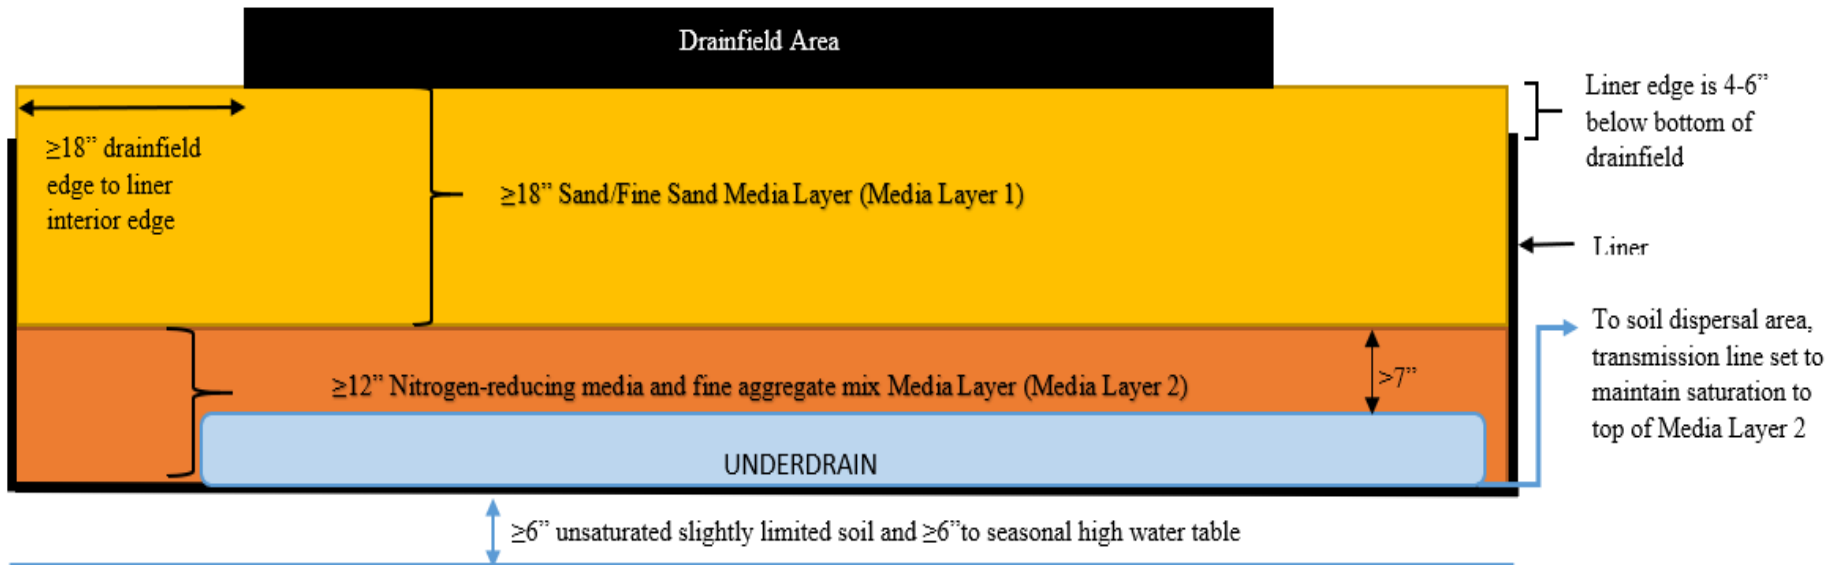 Drainfield Area
≥18” drainfield
edge to liner
interior edge
≥18” Sand/Fine Sand Media Layer (Media Layer 1)
Liner edge is 4-6”
below bottom of
drainfield
Liner
≥12” Nitrogen-reducing media and fine aggregate mix Media Layer (Media Layer 2)
>7”
To soil dispersal area,
transmission line set to
maintain saturation to
top of Media Layer 2
UNDERDRAIN
≥6” unsaturated slightly limited soil and ≥6”to seasonal high water table